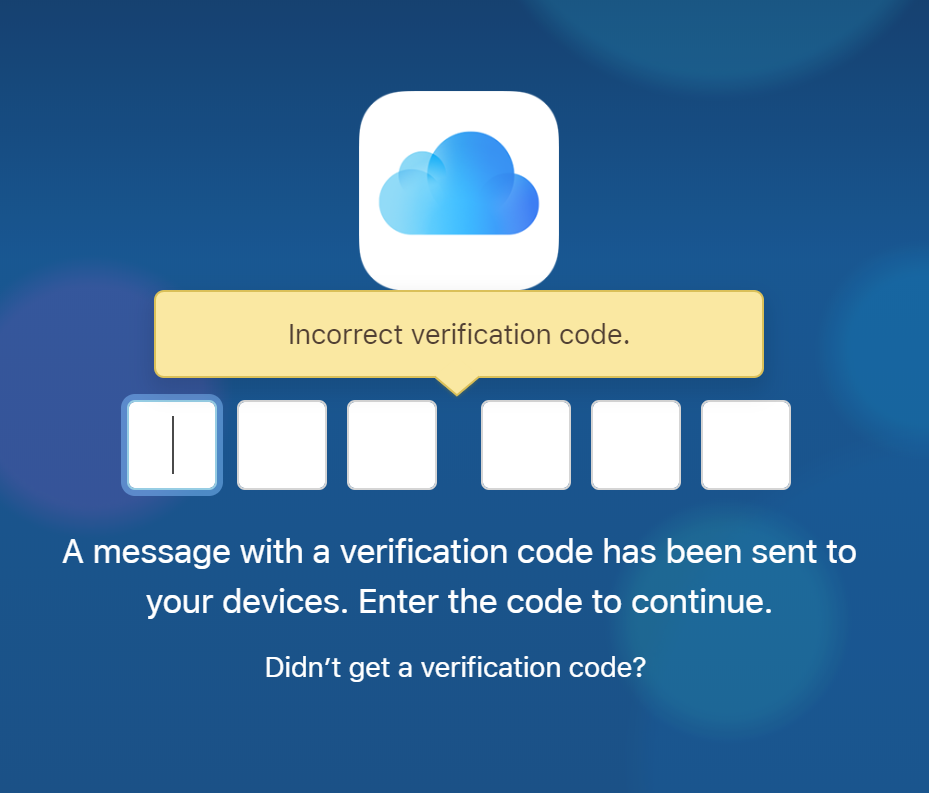 Incorrect verification code.
A message with a verification code has been sent to
your devices. Enter the code to continue.
Didn’t get a verification code?